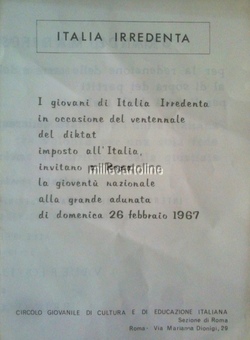 ITALIA IRREDENTA
I giovani di Italia Irredenta
in occasione del ventennale
del diktat
imposto all'Italia,
invitano
millecartoline
la gioventù nazionale
alla grande adunata
di domenica 26 febbraio 1967
CIRCOLO GIOVANILE DI CULTURA E DI EDUCAZIONE ITALIANA
Sezione di Roma
Roma - Via Marianna Dionigi, 29